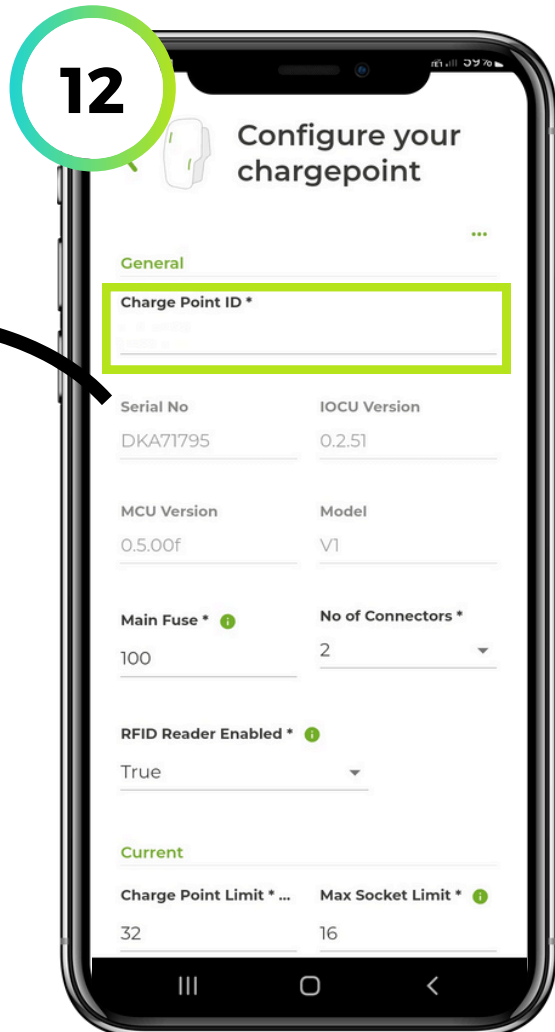 12
59%
Configure your
chargepoint
...
General
Charge Point ID *
Serial No IOCU Version
DKA71795 0.2.51
MCU Version Model
0.5.00f V1
Main Fuse * No of Connectors *
100 2
RFID Reader Enabled *
True
Current
Charge Point Limit * ... Max Socket Limit *
32 16